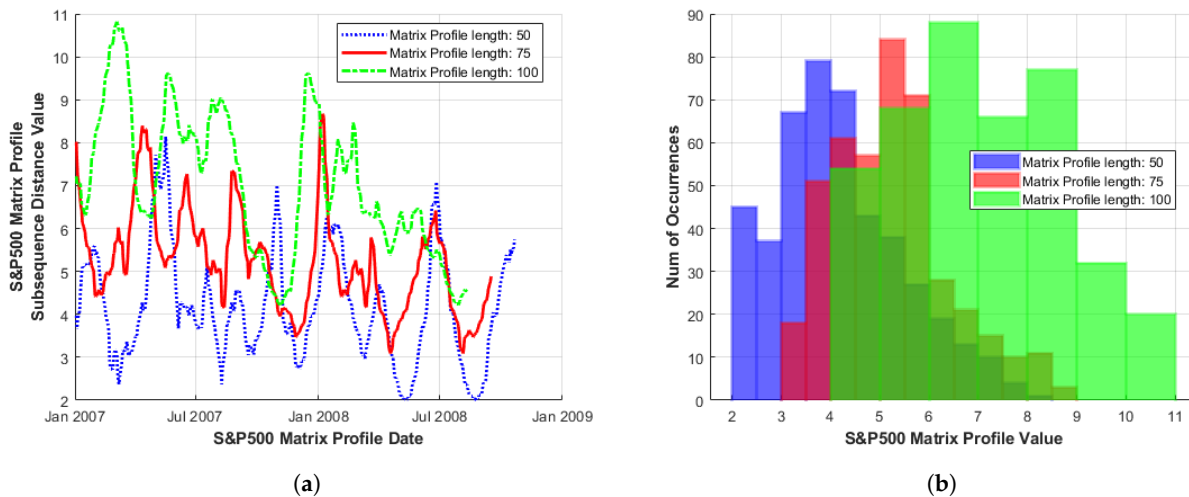 11
10
9
8
7
6
5
4
3
2
S&P500 Matrix Profile
Subsequence Distance Value
Matrix Profile length: 50
Matrix Profile length: 75
Matrix Profile length: 100
Jan 2007
Jul 2007
Jan 2008
Jul 2008
Jan 2009
S&P500 Matrix Profile Date
(a)
90
80
70
60
50
40
30
20
10
0
Num of Occurrences
Matrix Profile length: 50
Matrix Profile length: 75
Matrix Profile length: 100
2 3 4 5 6 7 8 9 10 11
S&P500 Matrix Profile Value
(b)